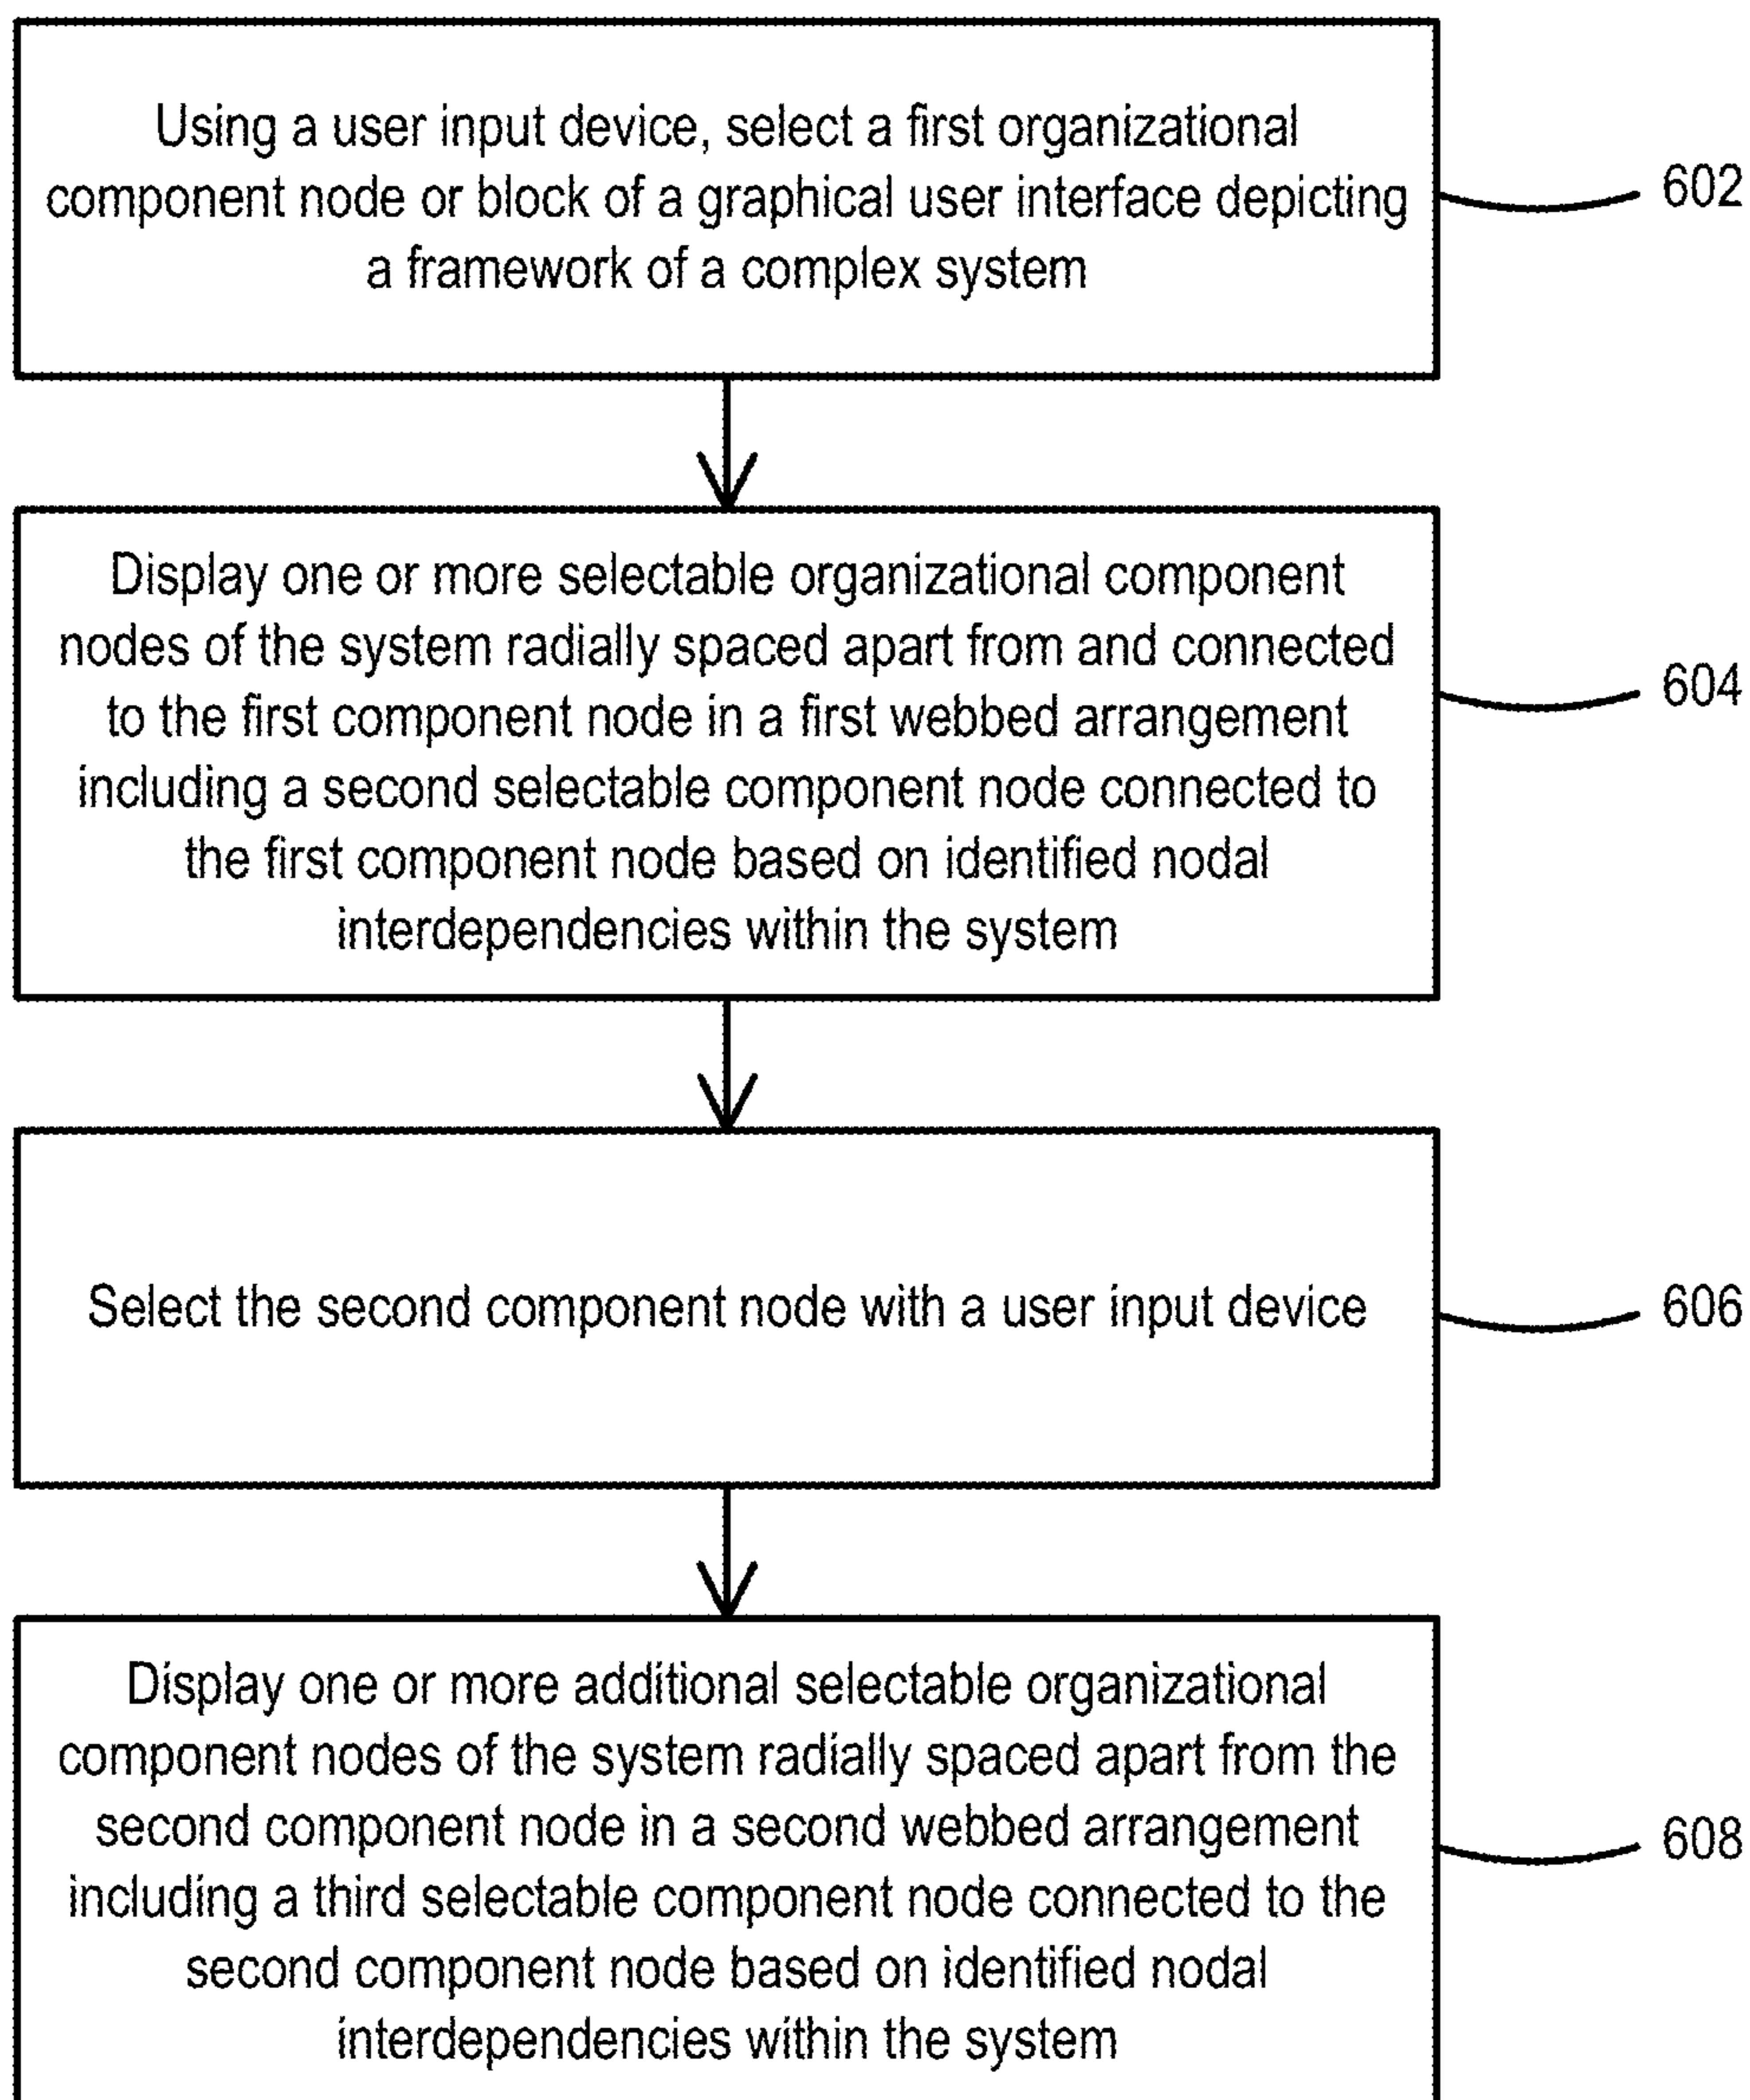 Using a user input device, select a first organizational
component node or block of a graphical user interface depicting
a framework of a complex system
602
Display one or more selectable organizational component
nodes of the system radially spaced apart from and connected
to the first component node in a first webbed arrangement
including a second selectable component node connected to
the first component node based on identified nodal
interdependencies within the system
604
Select the second component node with a user input device
606
Display one or more additional selectable organizational
component nodes of the system radially spaced apart from the
second component node in a second webbed arrangement
including a third selectable component node connected to the
second component node based on identified nodal
interdependencies within the system
608